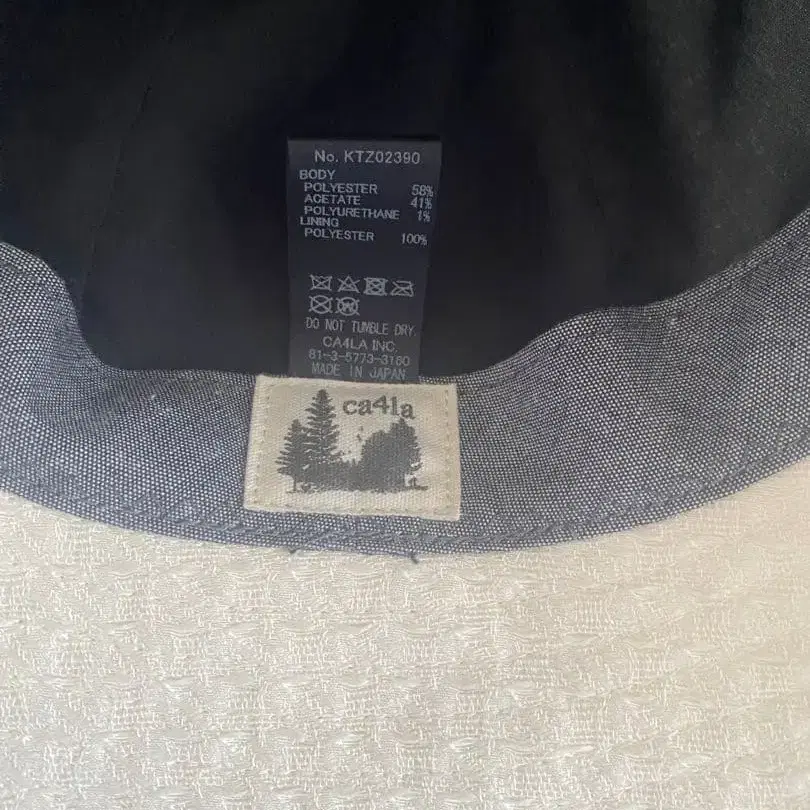 No. KTZ02390
BODY
POLYESTER 58%
ACETATE 41%
POLYURETHANE 1%
LINING
POLYESTER 100%
DO NOT TUMBLE DRY.
CA4LA INC.
81-3-5773-3160
MADE IN JAPAN
ca4la